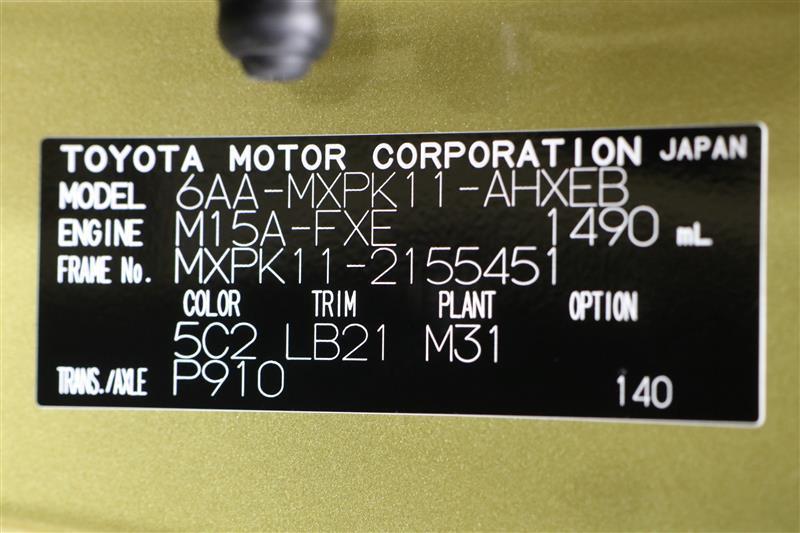 TOYOTA MOTOR CORPORATION JAPAN
MODEL 6AA-MXPK11-AHXEB
ENGINE M15A-FXE 1490 mL
FRAME No. MXPK11-2155451
COLOR TRIM PLANT OPTION
5C2 LB21 M31
TRANS./AXLE P910 140